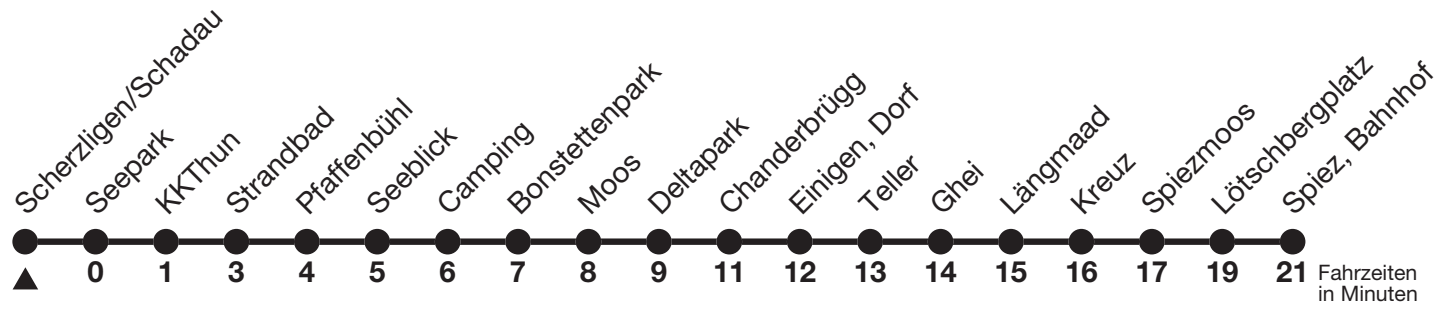 Scherzligen/Schadau
Seepark
KKThun
Strandbad
Pfaffenbühl
Seeblick
Camping
Bonstettenpark
Moos
Deltapark
Chanderbrügg
Einigen, Dorf
Teller
Ghei
Längmaad
Kreuz
Spiezmoos
Lötschbergplatz
Spiez, Bahnhof
0 1 3 4 5 6 7 8 9 11 12 13 14 15 16 17 19 21 Fahrzeiten
in Minuten